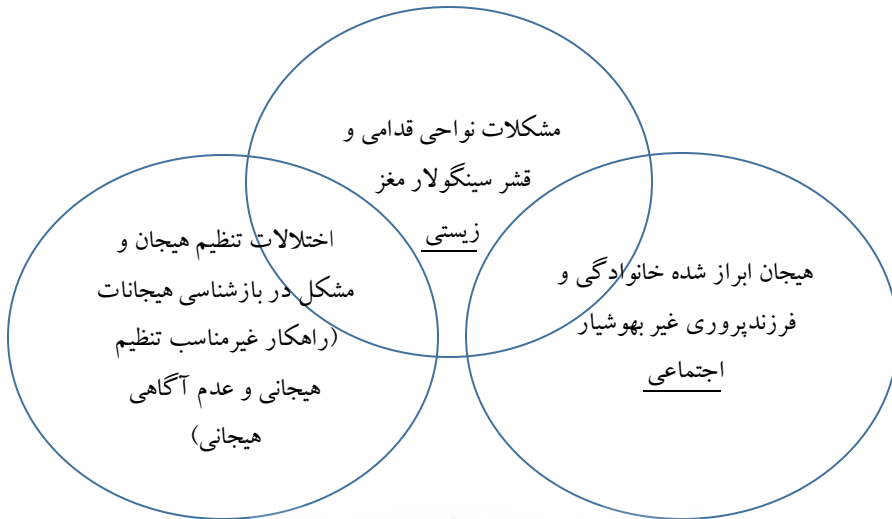 مشکلات نواحی قدامی و
قشر سینگولار مغز
زیستی
هیجان ابراز شده خانوادگی و
فرزندپروری غیر بهوشیار
اجتماعی
اختلالات تنظیم هیجان و
مشکل در بازشناسی هیجانات
(راهکار غیرمناسب تنظیم
هیجانی و عدم آگاهی
هیجانی)